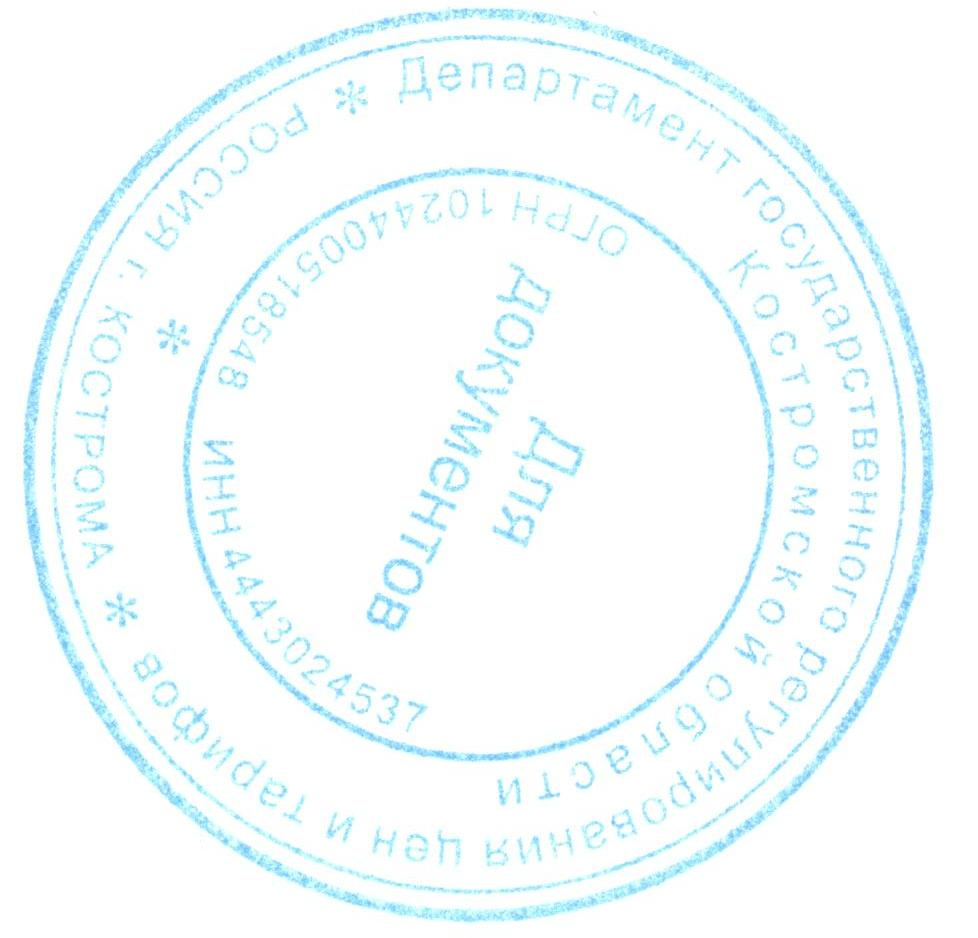 Департамент государственного регулирования цен и тарифов * РОССИЯ г. КОСТРОМА *
Костромской области *
ОГРН 1024400518548 ИНН 4443024537
Для
документов